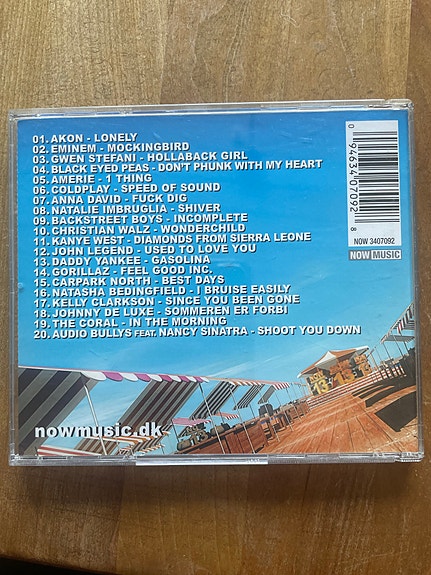 01. AKON - LONELY
02. EMINEM - MOCKINGBIRD
03. GWEN STEFANI - HOLLABACK GIRL
04. BLACK EYED PEAS - DON'T PHUNK WITH MY HEART
05. AMERIE - 1 THING
06. COLDPLAY - SPEED OF SOUND
07. ANNA DAVID - FUCK DIG
08. NATALIE IMBRUGLIA - SHIVER
09. BACKSTREET BOYS - INCOMPLETE
10. CHRISTIAN WALZ - WONDERCHILD
11. KANYE WEST - DIAMONDS FROM SIERRA LEONE
12. JOHN LEGEND - USED TO LOVE YOU
13. DADDY YANKEE - GASOLINA
14. GORILLAZ - FEEL GOOD INC.
15. CARPARK NORTH - BEST DAYS
16. NATASHA BEDINGFIELD - I BRUISE EASILY
17. KELLY CLARKSON - SINCE YOU BEEN GONE
18. JOHNNY DE LUXE - SOMMEREN ER FORBI
19. THE CORAL - IN THE MORNING
20. AUDIO BULLYS FEAT. NANCY SINATRA - SHOOT YOU DOWN
0 94634 07092 8
NOW 3407092
NOW MUSIC
nowmusic.dk